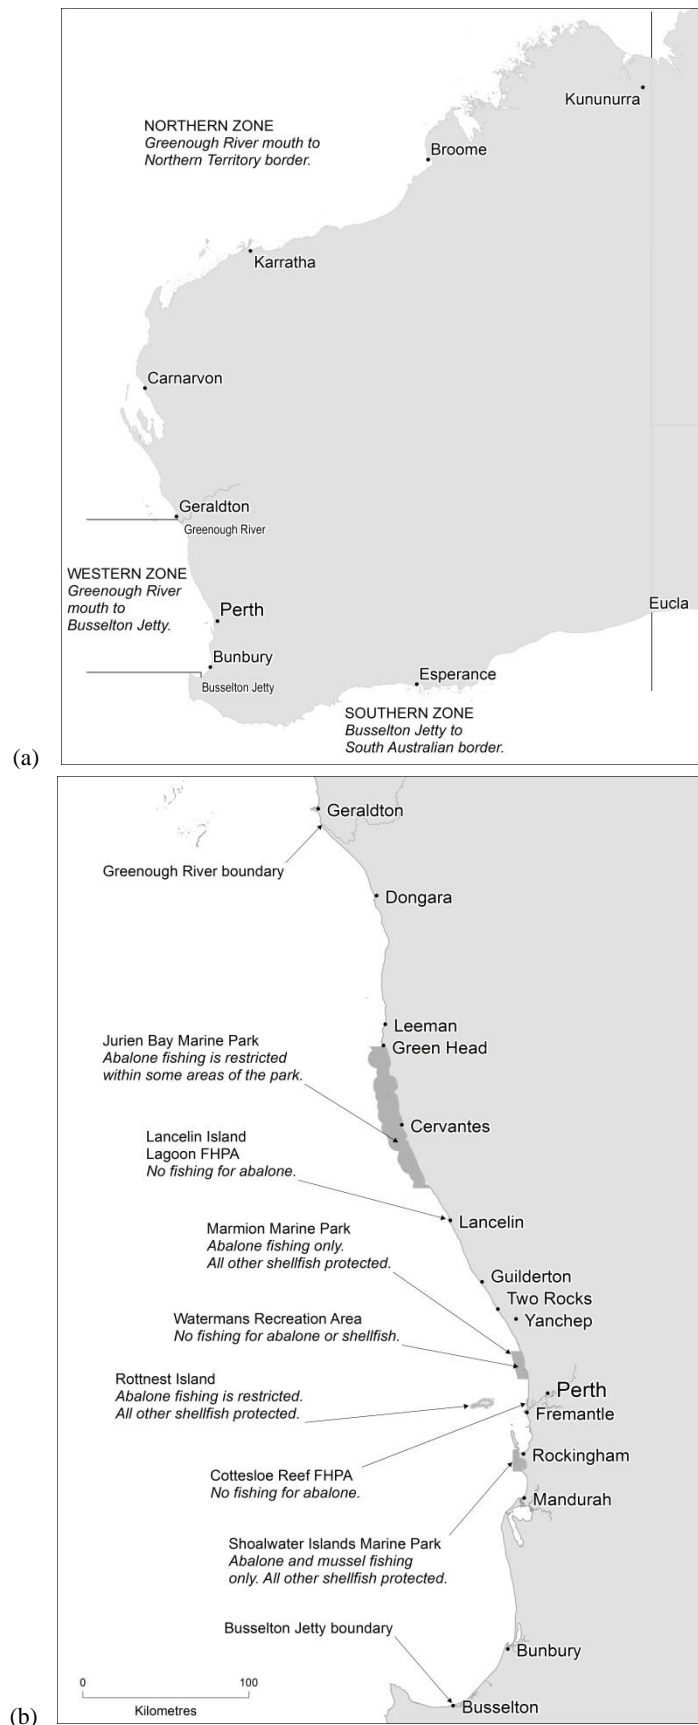 Kununurra
NORTHERN ZONE
Greenough River mouth to
Northern Territory border.
Broome
Karratha
Carnarvon
Geraldton
Greenough River
WESTERN ZONE
Greenough River
mouth to
Busselton Jetty.
Perth
Eucla
Bunbury
Busselton Jetty
Esperance
SOUTHERN ZONE
Busselton Jetty to
South Australian border.
(a)
Geraldton
Greenough River boundary
Dongara
Leeman
Green Head
Jurien Bay Marine Park
Abalone fishing is restricted
within some areas of the park.
Cervantes
Lancelin Island
Lagoon FHPA
No fishing for abalone.
Lancelin
Marmion Marine Park
Abalone fishing only.
All other shellfish protected.
Guilderton
Two Rocks
Yanchep
Watermans Recreation Area
No fishing for abalone or shellfish.
Rottnest Island
Abalone fishing is restricted.
All other shellfish protected.
Perth
Fremantle
Rockingham
Cottesloe Reef FHPA
No fishing for abalone.
Mandurah
Shoalwater Islands Marine Park
Abalone and mussel fishing
only. All other shellfish protected.
Busselton Jetty boundary
Bunbury
0 100
Kilometres
Busselton
(b)